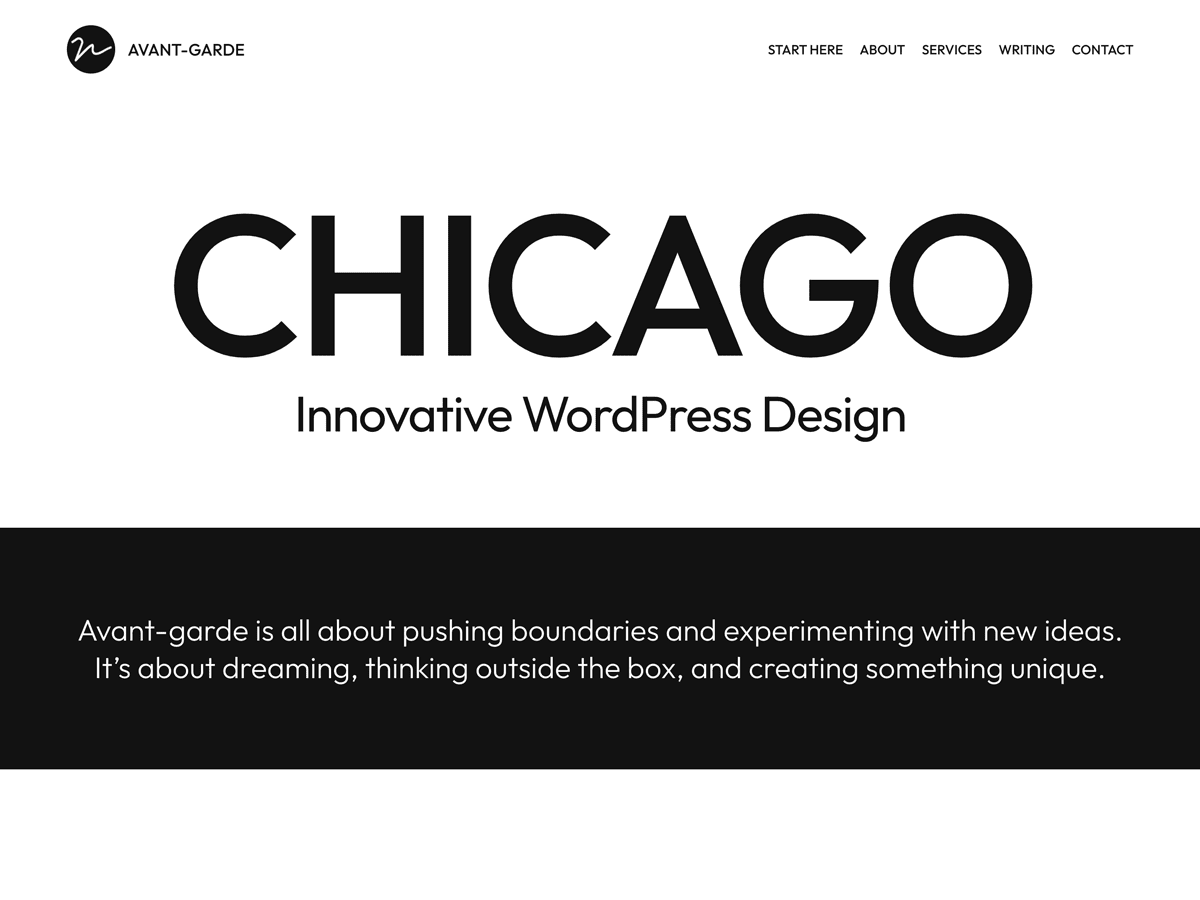 AVANT-GARDE
START HERE ABOUT SERVICES WRITING CONTACT
CHICAGO
Innovative WordPress Design
Avant-garde is all about pushing boundaries and experimenting with new ideas.
It’s about dreaming, thinking outside the box, and creating something unique.